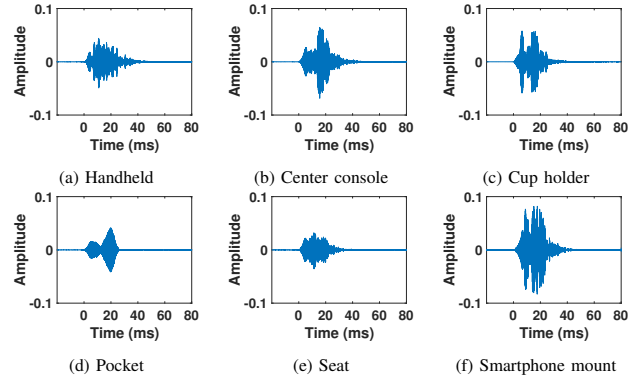 0.1 0.1 0.1
Amplitude Amplitude Amplitude
0 0 0
-0.1 -0.1 -0.1
0 20 40 60 80 0 20 40 60 80 0 20 40 60 80
Time (ms) Time (ms) Time (ms)
(a) Handheld (b) Center console (c) Cup holder
0.1 0.1 0.1
Amplitude Amplitude Amplitude
0 0 0
-0.1 -0.1 -0.1
0 20 40 60 80 0 20 40 60 80 0 20 40 60 80
Time (ms) Time (ms) Time (ms)
(d) Pocket (e) Seat (f) Smartphone mount